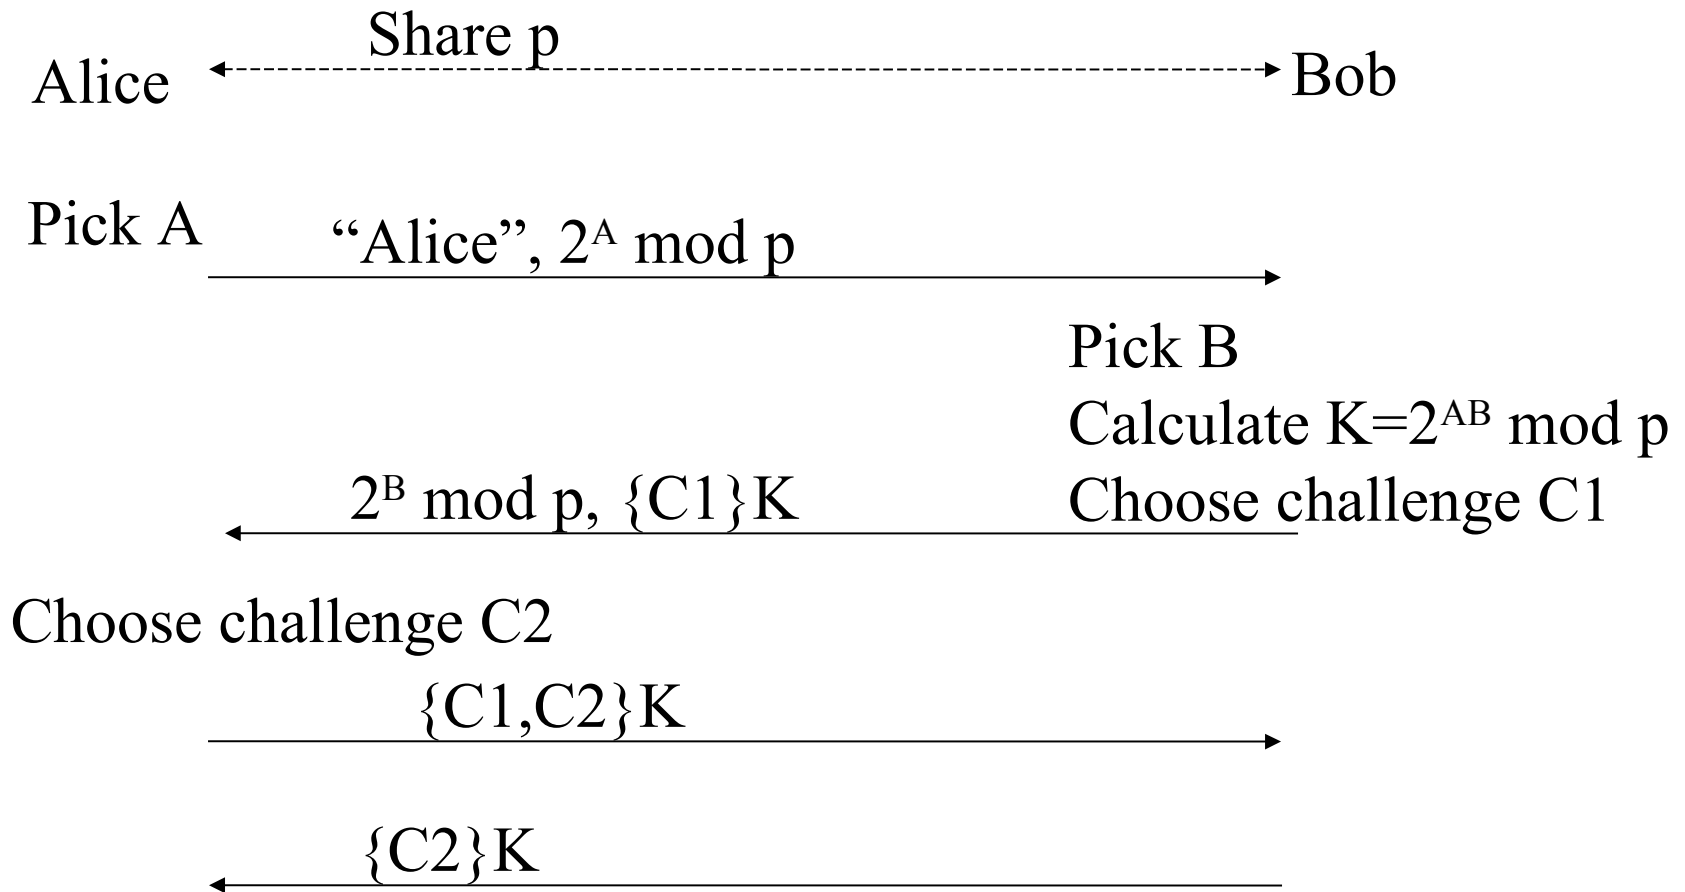 Share p
Alice
Bob
Pick A
“Alice”, 2ᴬ mod p
Pick B
Calculate K=2ᴬᴮ mod p
Choose challenge C1
2ᴮ mod p, {C1}K
Choose challenge C2
{C1,C2}K
{C2}K